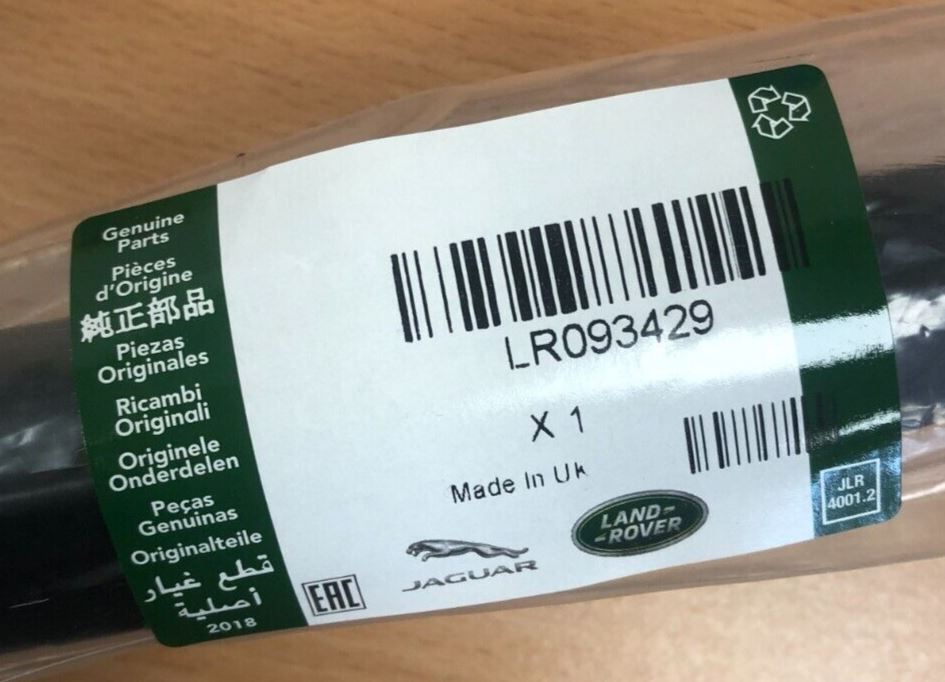 Genuine
Parts
Pièces
d'Origine
純正部品
Piezas
Originales
Ricambi
Originali
Originele
Onderdelen
Peças
Genuinas
Originalteile
قطع غيار
أصلية
2018
LR093429
X 1
Made In UK
EAC
JAGUAR
LAND-
-ROVER
JLR
4001.2